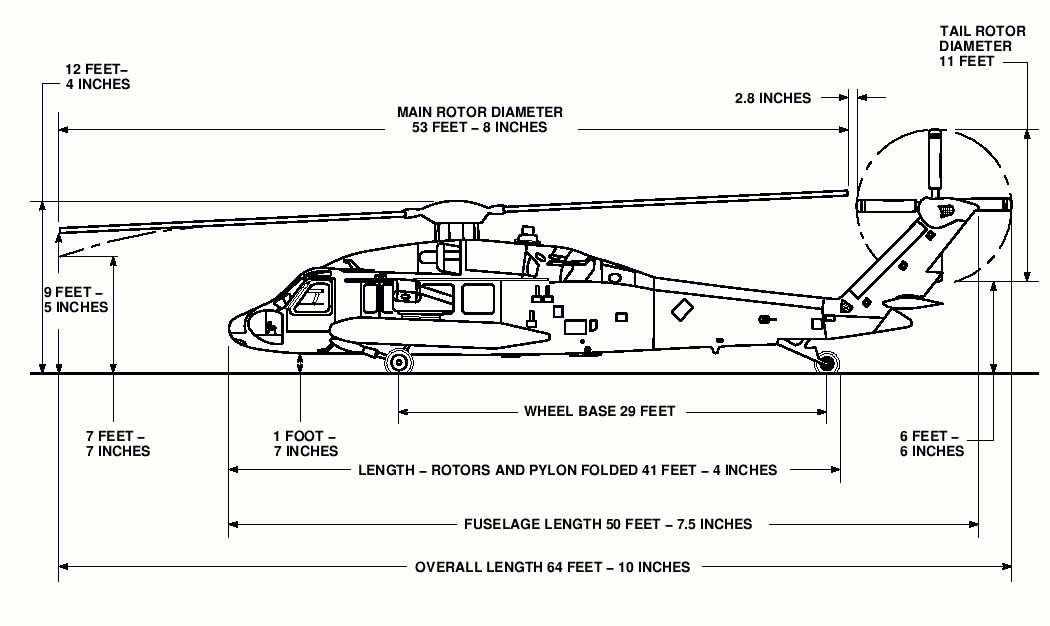 TAIL ROTOR
DIAMETER
11 FEET
12 FEET–
4 INCHES
2.8 INCHES
MAIN ROTOR DIAMETER
53 FEET – 8 INCHES
9 FEET –
5 INCHES
7 FEET –
7 INCHES
1 FOOT –
7 INCHES
WHEEL BASE 29 FEET
6 FEET –
6 INCHES
LENGTH – ROTORS AND PYLON FOLDED 41 FEET – 4 INCHES
FUSELAGE LENGTH 50 FEET – 7.5 INCHES
OVERALL LENGTH 64 FEET – 10 INCHES